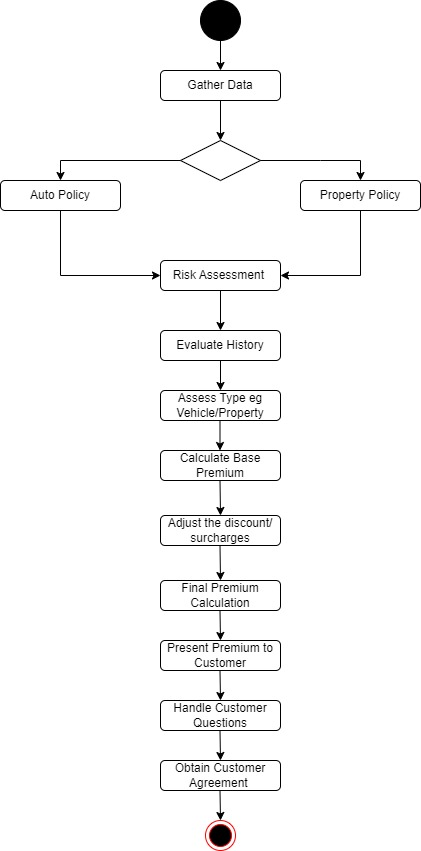 Gather Data
Auto Policy
Property Policy
Risk Assessment
Evaluate History
Assess Type eg
Vehicle/Property
Calculate Base
Premium
Adjust the discount/
surcharges
Final Premium
Calculation
Present Premium to
Customer
Handle Customer
Questions
Obtain Customer
Agreement